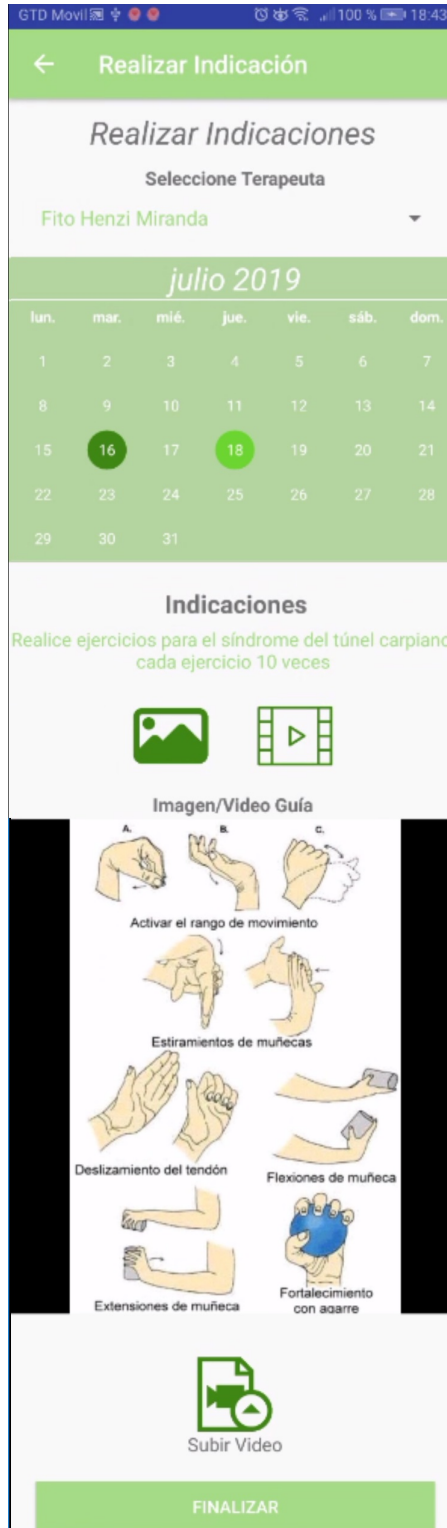 GTD Movil 100 % 18:43
Realizar Indicación
Realizar Indicaciones
Seleccione Terapeuta
Fito Henzi Miranda
julio 2019
lun. mar. mié. jue. vie. sáb. dom.
1 2 3 4 5 6 7
8 9 10 11 12 13 14
15 16 17 18 19 20 21
22 23 24 25 26 27 28
29 30 31
Indicaciones
Realice ejercicios para el síndrome del túnel carpiano
cada ejercicio 10 veces
Imagen/Video Guía
A. B. C.
Activar el rango de movimiento
Estiramientos de muñecas
Deslizamiento del tendón
Flexiones de muñeca
Extensiones de muñeca
Fortalecimiento
con agarre
Subir Video
FINALIZAR